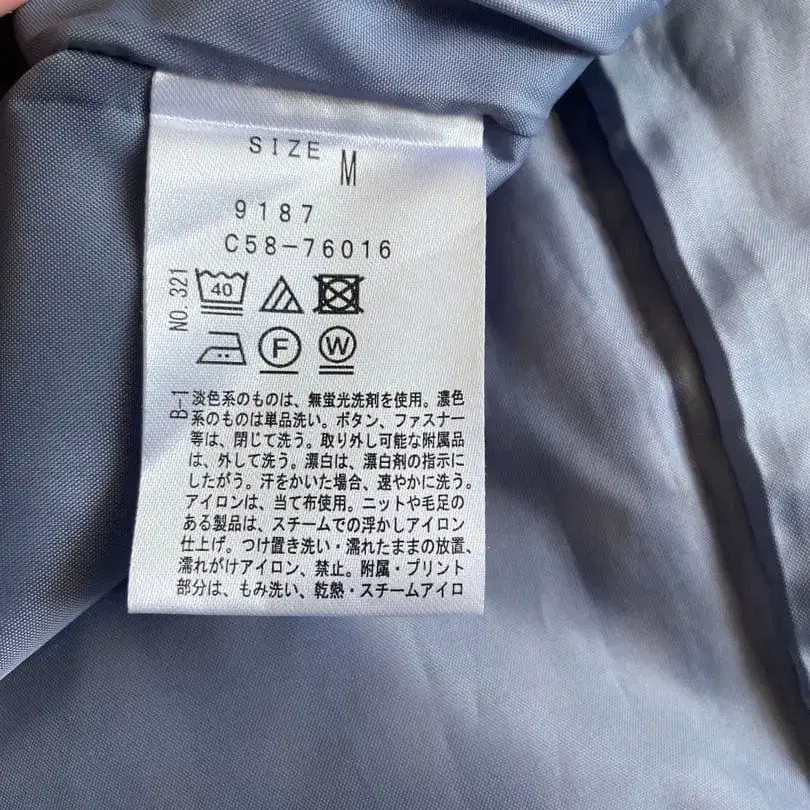 SIZE M
9187
C58-76016
NO. 321
40
F W
B-1
淡色系のものは、無蛍光洗剤を使用。濃色
系のものは単品洗い。ボタン、ファスナー
等は、閉じて洗う。取り外し可能な附属品
は、外して洗う。漂白は、漂白剤の指示に
したがう。汗をかいた場合、速やかに洗う。
アイロンは、当て布使用。ニットや毛足の
ある製品は、スチームでの浮かしアイロン
仕上げ。つけ置き洗い・濡れたままの放置、
濡れがけアイロン、禁止。附属・プリント
部分は、もみ洗い、乾熱・スチームアイロ